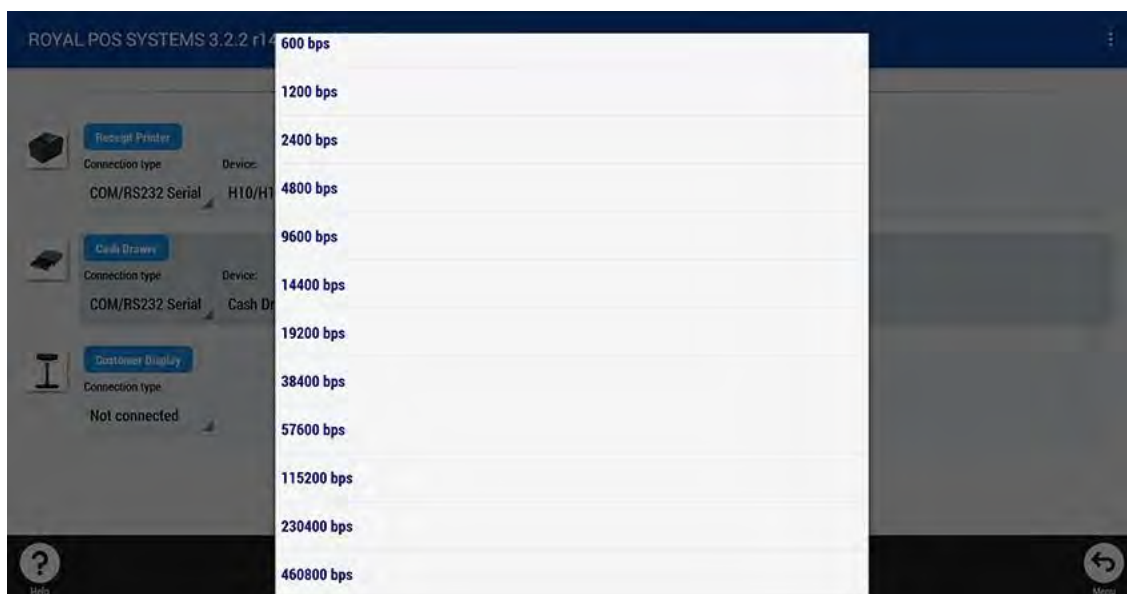 ROYAL POS SYSTEMS 3.2.2 r14
600 bps
1200 bps
2400 bps
4800 bps
9600 bps
14400 bps
19200 bps
38400 bps
57600 bps
115200 bps
230400 bps
460800 bps
Receipt Printer
Connection type Device:
COM/RS232 Serial H10/H1
Cash Drawer
Connection type Device:
COM/RS232 Serial Cash Dr
Customer Display
Connection type
Not connected
Help
Menu